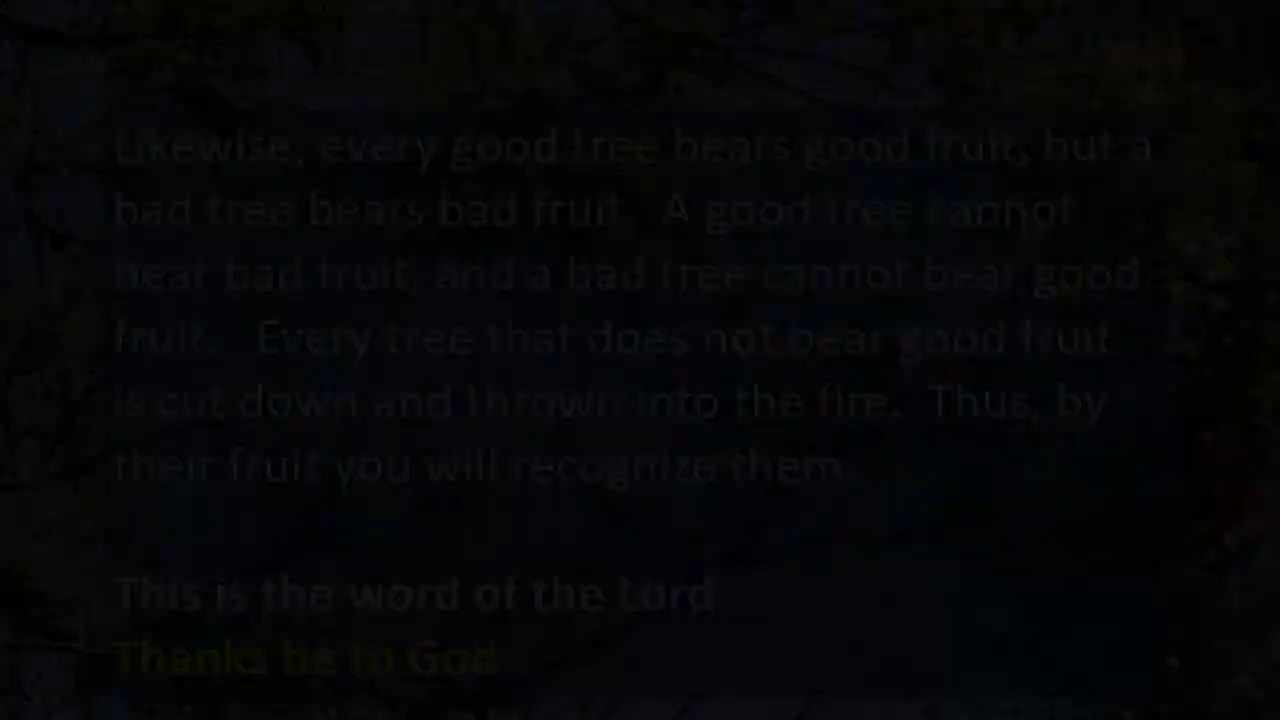 Likewise, every good tree bears good fruit, but a
bad tree bears bad fruit.  A good tree cannot
bear bad fruit, and a bad tree cannot bear good
fruit.  Every tree that does not bear good fruit
is cut down and thrown into the fire.  Thus, by
their fruit you will recognize them.
This is the word of the Lord
Thanks be to God